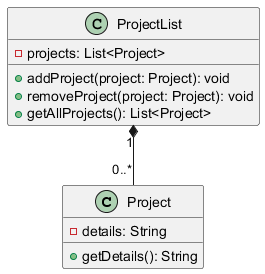 C ProjectList
projects: List<Project>
addProject(project: Project): void
removeProject(project: Project): void
getAllProjects(): List<Project>
1
0..*
C Project
details: String
getDetails(): String